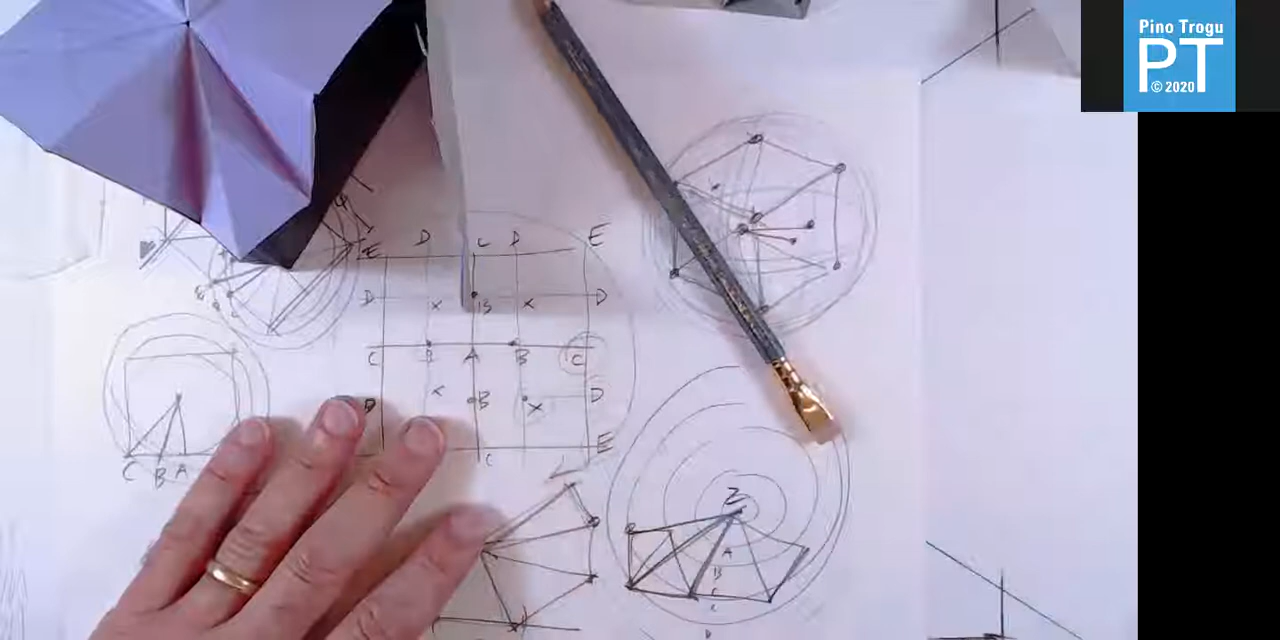 Pino Trogu
PT
© 2020
E D C D E
D X B X D
C B A B C
D X B X D
C E
C B A
Z
A
B
C
C